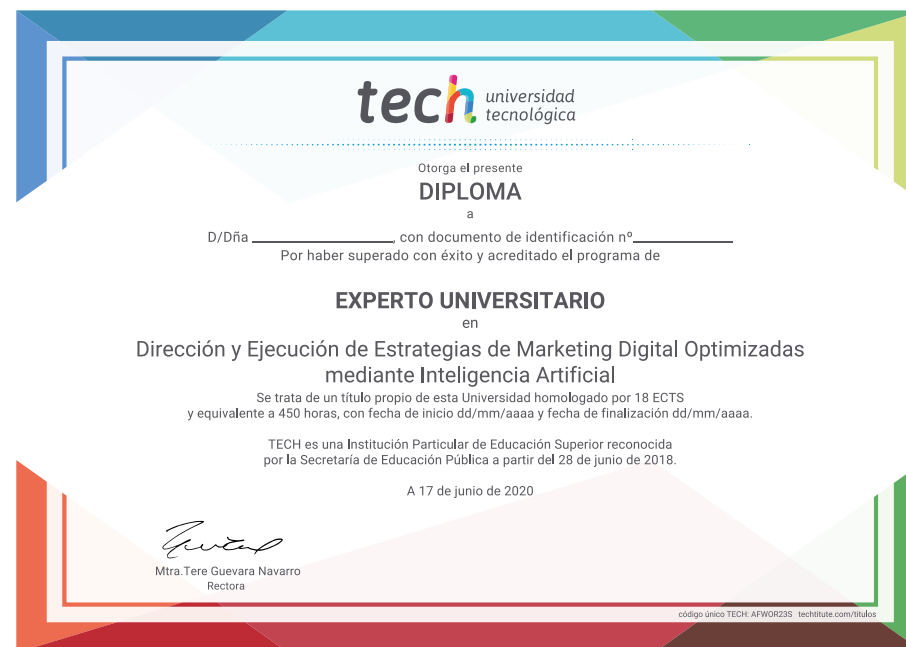 tech universidad
tecnológica
Otorga el presente
DIPLOMA
a
D/Dña ____________________, con documento de identificación nº______________
Por haber superado con éxito y acreditado el programa de
EXPERTO UNIVERSITARIO
en
Dirección y Ejecución de Estrategias de Marketing Digital Optimizadas
mediante Inteligencia Artificial
Se trata de un título propio de esta Universidad homologado por 18 ECTS
y equivalente a 450 horas, con fecha de inicio dd/mm/aaaa y fecha de finalización dd/mm/aaaa.
TECH es una Institución Particular de Educación Superior reconocida
por la Secretaría de Educación Pública a partir del 28 de junio de 2018.
A 17 de junio de 2020
Mtra.Tere Guevara Navarro
Rectora
código único TECH: AFWOR23S techtitute.com/titulos